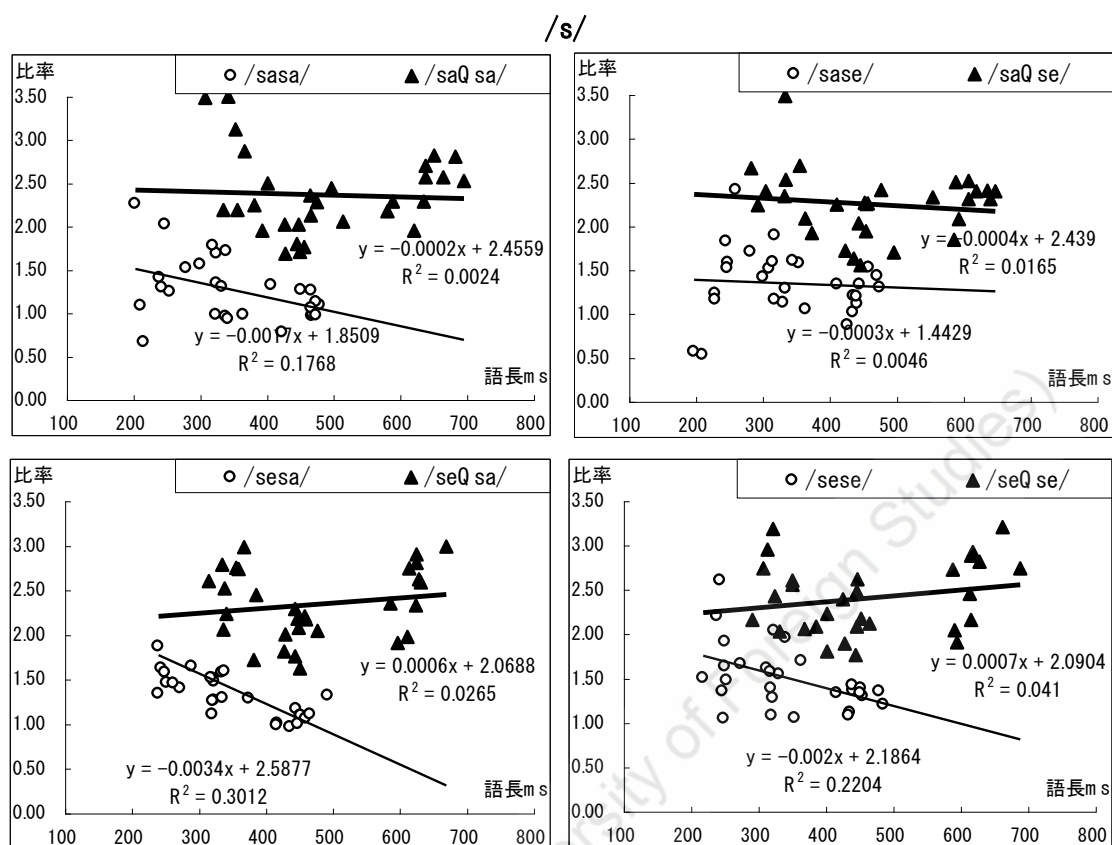 /s/
比率
/sasa/ /saQ sa/
3.50
3.00
2.50
2.00
1.50
1.00
0.50
0.00
y = −0.0002x + 2.4559
R² = 0.0024
y = −0.0017x + 1.8509
R² = 0.1768
語長ms
100 200 300 400 500 600 700 800
比率
/sase/ /saQ se/
3.50
3.00
2.50
2.00
1.50
1.00
0.50
0.00
y = −0.0004x + 2.439
R² = 0.0165
y = −0.0003x + 1.4429
R² = 0.0046
語長ms
100 200 300 400 500 600 700 800
比率
/sesa/ /seQ sa/
3.50
3.00
2.50
2.00
1.50
1.00
0.50
0.00
y = 0.0006x + 2.0688
R² = 0.0265
y = −0.0034x + 2.5877
R² = 0.3012
語長ms
100 200 300 400 500 600 700 800
比率
/sese/ /seQ se/
3.50
3.00
2.50
2.00
1.50
1.00
0.50
0.00
y = 0.0007x + 2.0904
R² = 0.041
y = −0.002x + 2.1864
R² = 0.2204
語長ms
100 200 300 400 500 600 700 800
of Foreign Studies)